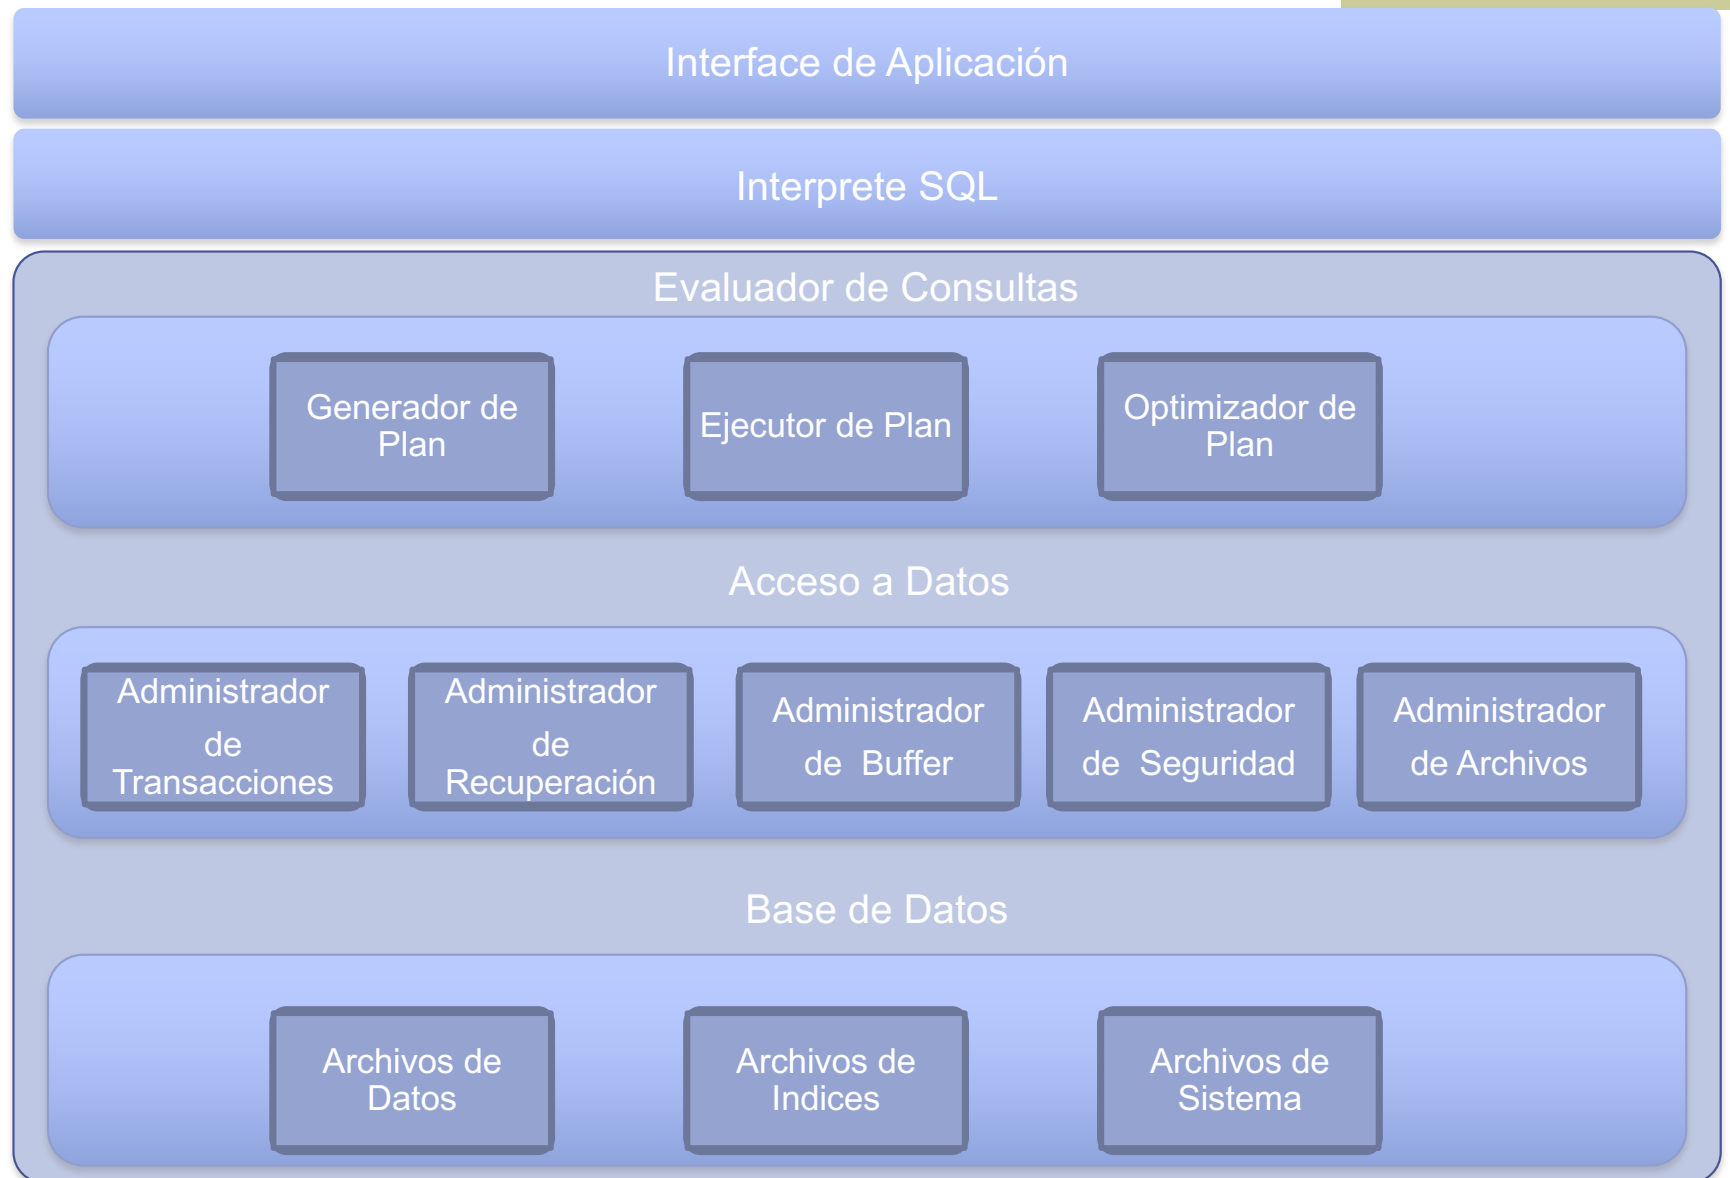 Interface de Aplicación
Interprete SQL
Evaluador de Consultas
Generador de
Plan
Ejecutor de Plan
Optimizador de
Plan
Acceso a Datos
Administrador
de
Transacciones
Administrador
de
Recuperación
Administrador
de Buffer
Administrador
de Seguridad
Administrador
de Archivos
Base de Datos
Archivos de
Datos
Archivos de
Indices
Archivos de
Sistema